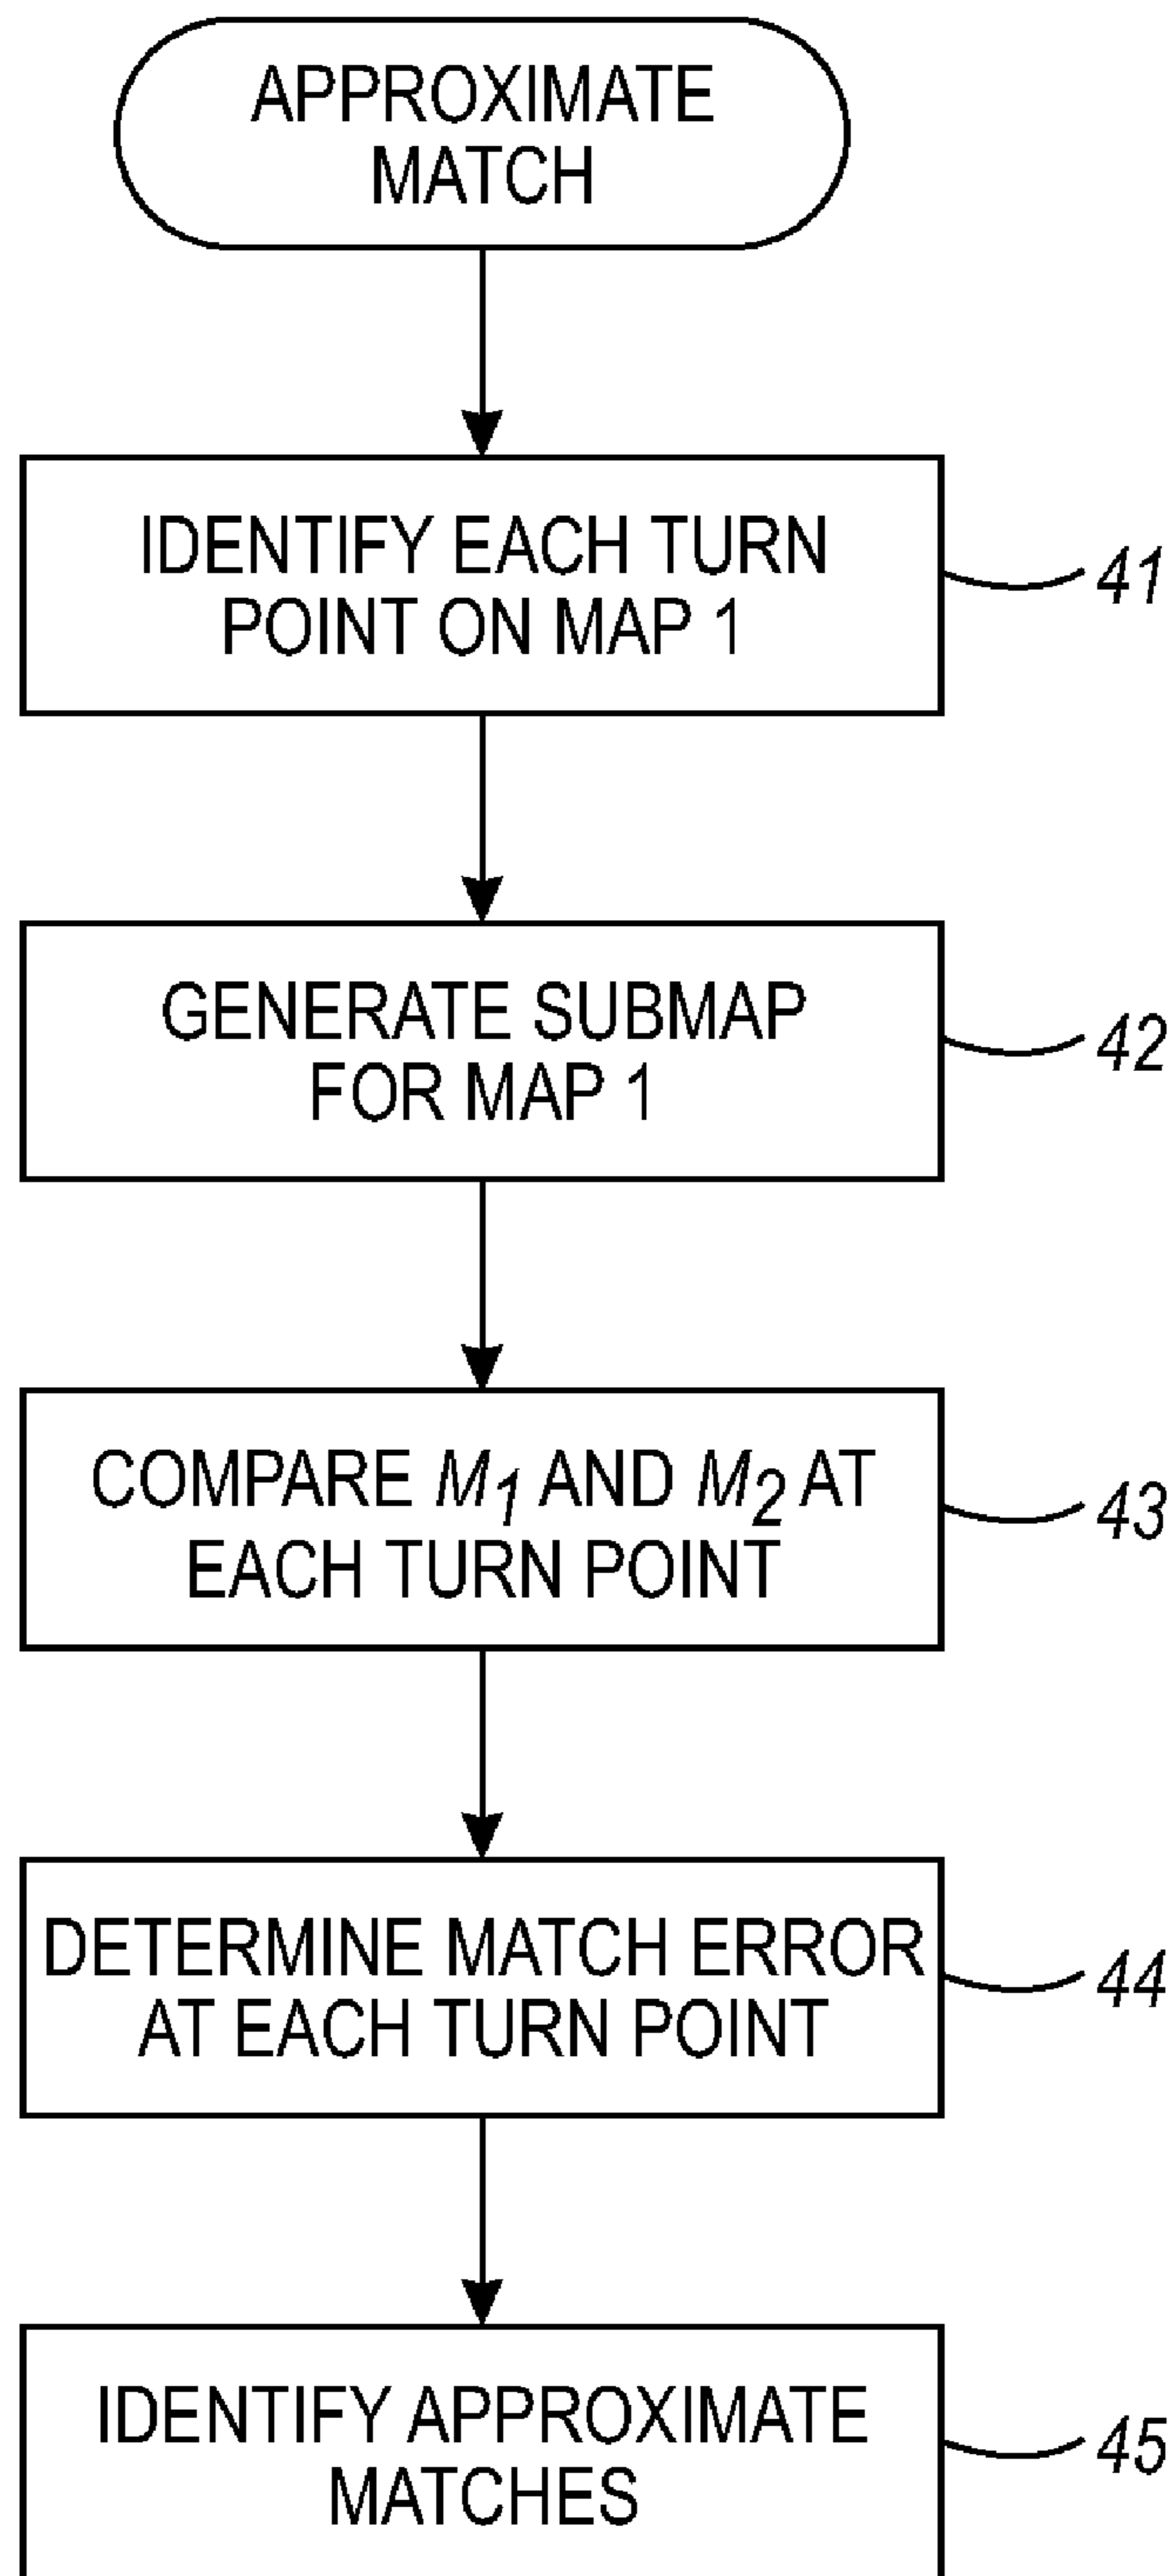 APPROXIMATE
MATCH
IDENTIFY EACH TURN
POINT ON MAP 1
41
GENERATE SUBMAP
FOR MAP 1
42
COMPARE M1 AND M2 AT
EACH TURN POINT
43
DETERMINE MATCH ERROR
AT EACH TURN POINT
44
IDENTIFY APPROXIMATE
MATCHES
45